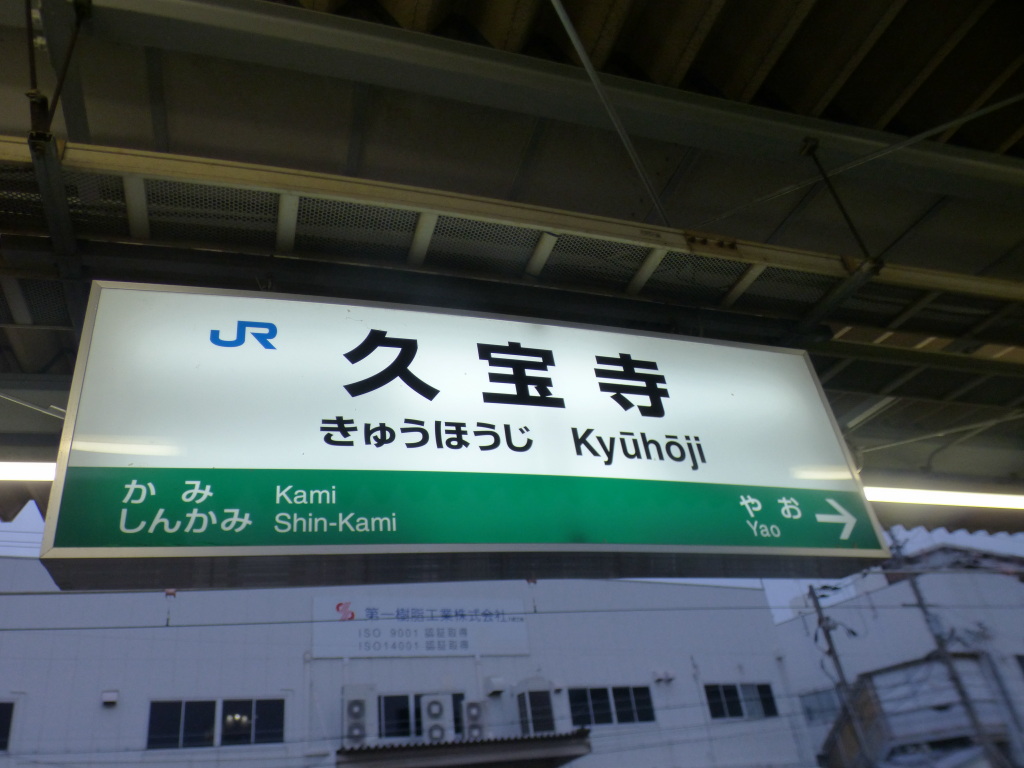 JR 久宝寺
きゅうほうじ Kyūhōji
かみ Kami
しんかみ Shin-Kami
やお
Yao
第一樹脂工業株式会社
ISO 9001 認証取得
ISO14001 認証取得